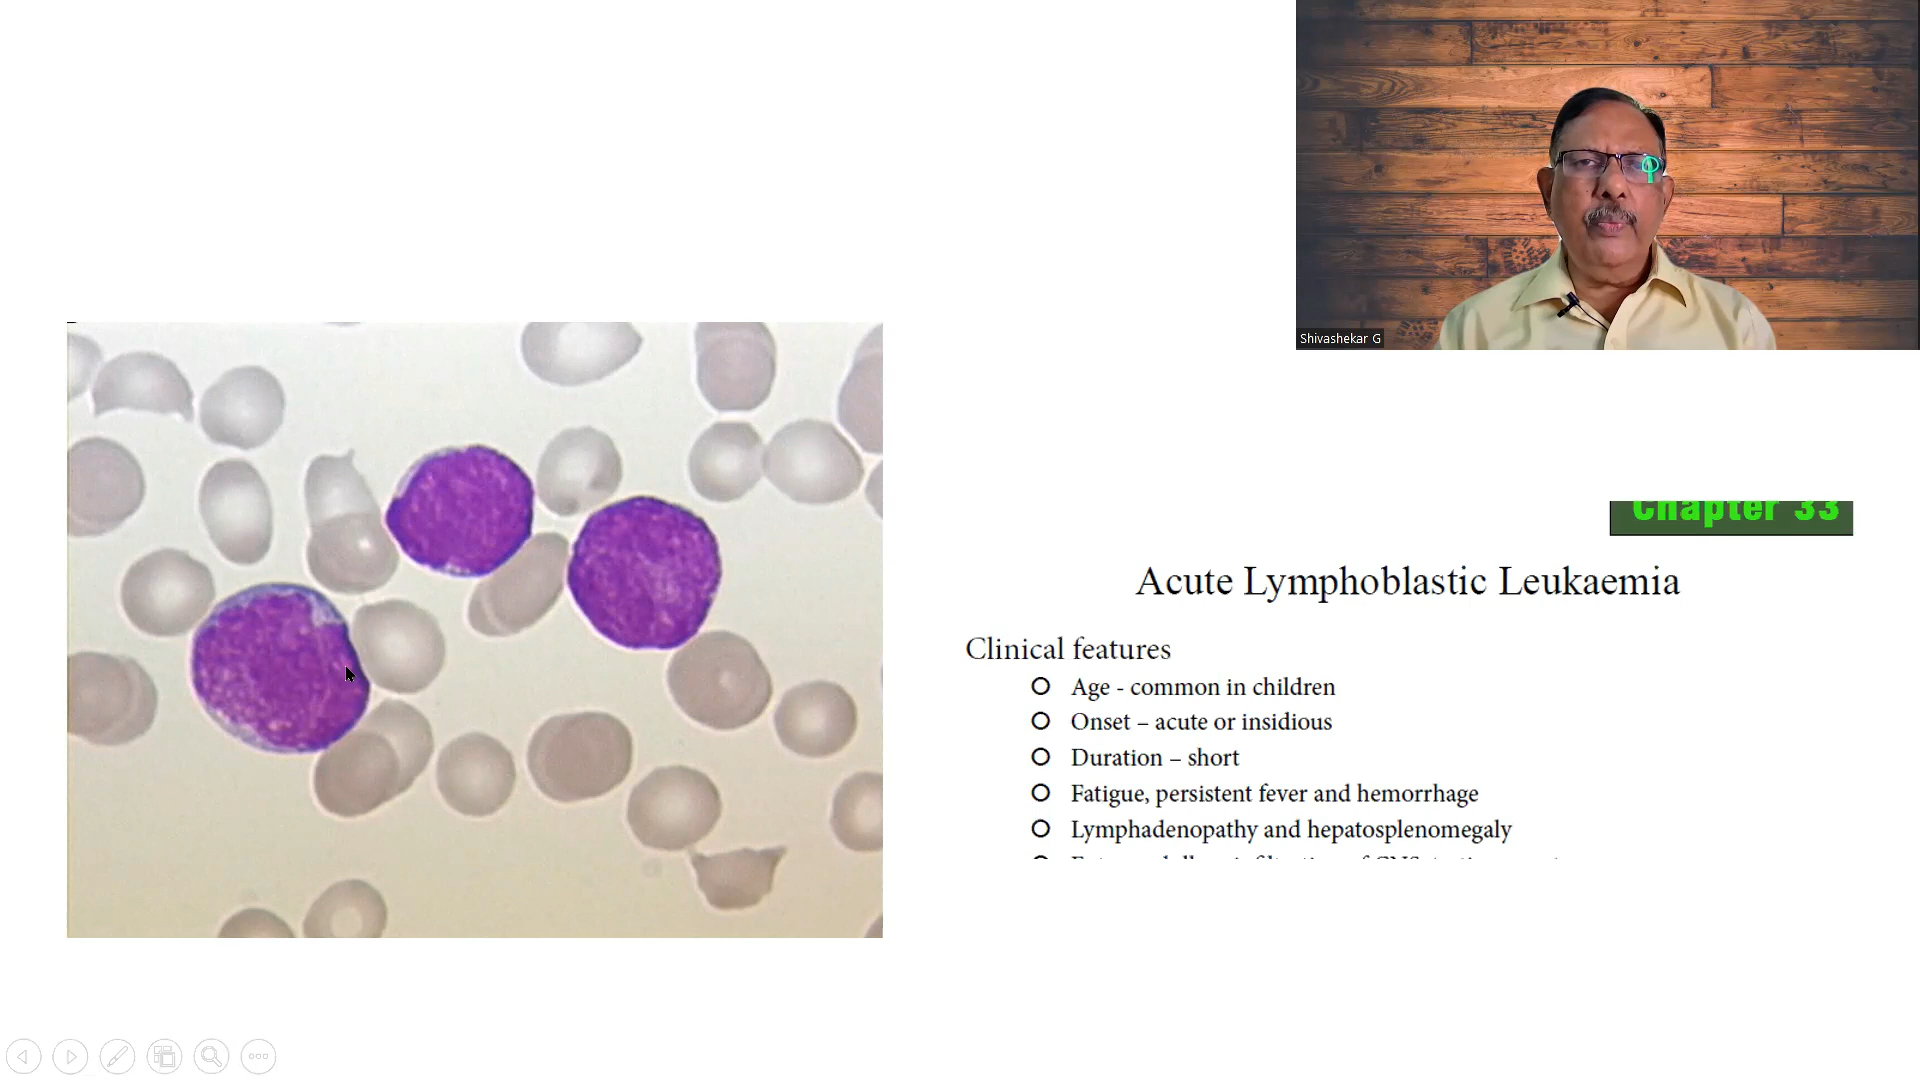 Shivashekar G
Chapter 33
Acute Lymphoblastic Leukaemia
Clinical features
Age - common in children
Onset – acute or insidious
Duration – short
Fatigue, persistent fever and hemorrhage
Lymphadenopathy and hepatosplenomegaly